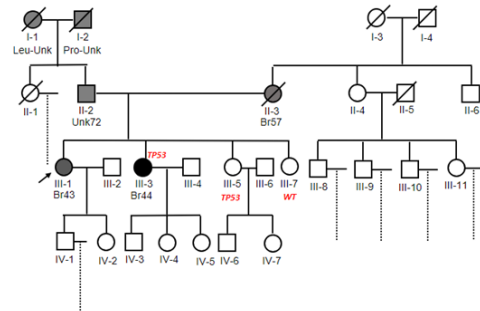 I-1 I-2 I-3 I-4
Leu-Unk Pro-Unk
II-1 II-2 II-3 II-4 II-5 II-6
Unk72 Br57
TP53
III-1 III-2 III-3 III-4 III-5 III-6 III-7 III-8 III-9 III-10 III-11
Br43 Br44 TP53 WT
IV-1 IV-2 IV-3 IV-4 IV-5 IV-6 IV-7